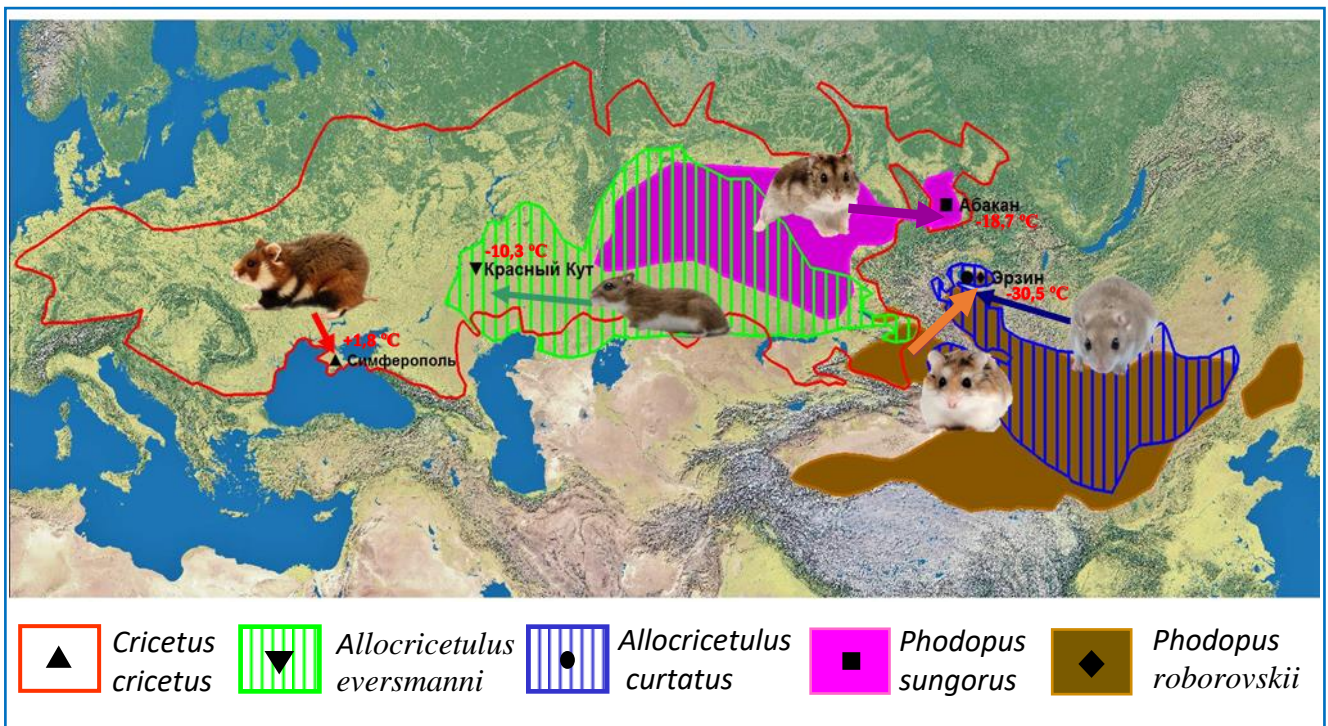 Абакан
-18,7 °C
-10,3 °C
Красный Кут
Эрзин
-30,5 °C
+1,8 °C
Симферополь
Cricetus
cricetus
Allocricetulus
eversmanni
Allocricetulus
curtatus
Phodopus
sungorus
Phodopus
roborovskii